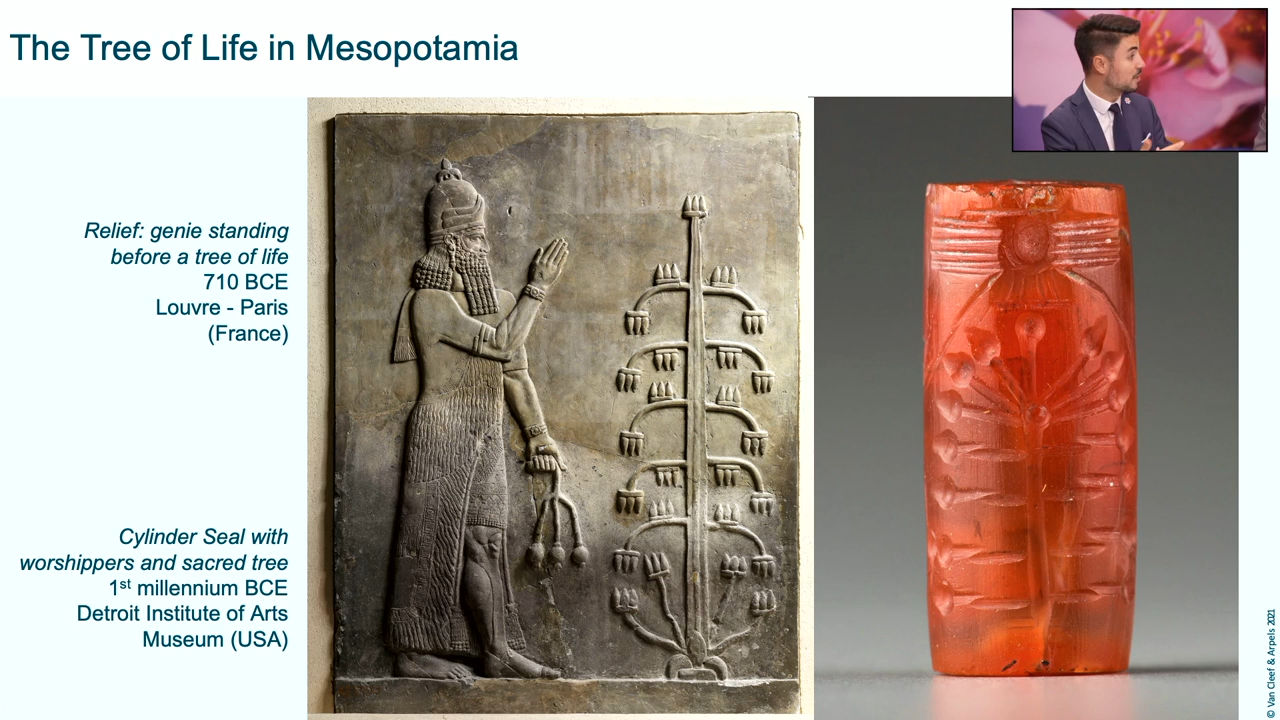 The Tree of Life in Mesopotamia
Relief: genie standing
before a tree of life
710 BCE
Louvre - Paris
(France)
Cylinder Seal with
worshippers and sacred tree
1st millennium BCE
Detroit Institute of Arts
Museum (USA)
© Van Cleef & Arpels 2021